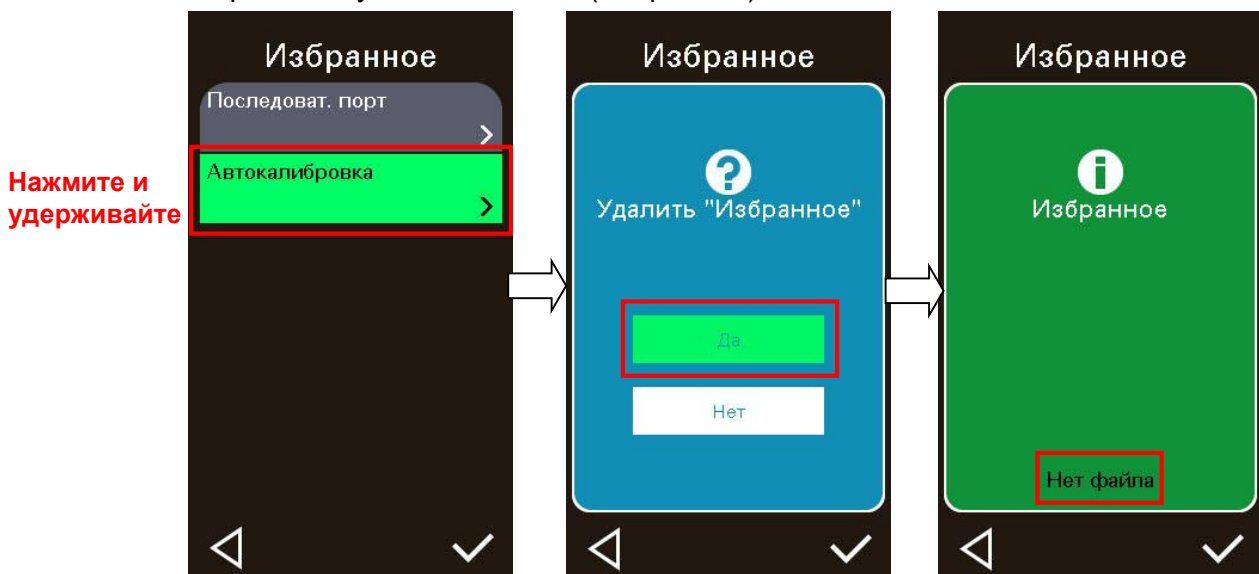 Избранное
Последоват. порт
Автокалибровка
Нажмите и
удерживайте
Избранное
?
Удалить "Избранное"
Да
Нет
Избранное
i
Избранное
Нет файла